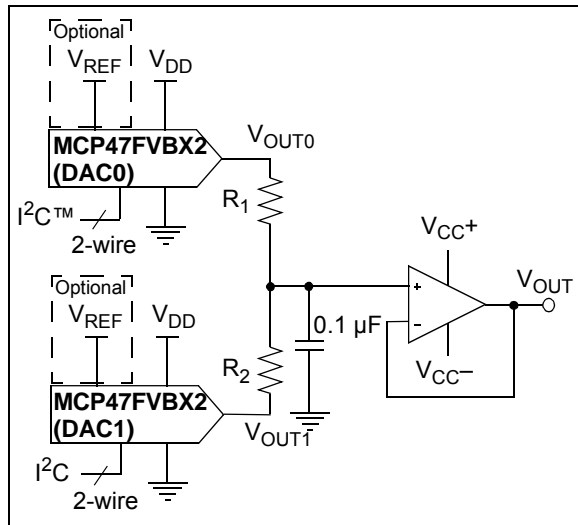 Optional
VREF
VDD
MCP47FVBX2
(DAC0)
I²C™
2-wire
VOUT0
R1
VCC+
VOUT
+
–
0.1 µF
VCC–
Optional
VREF
VDD
R2
MCP47FVBX2
(DAC1)
VOUT1
I²C
2-wire